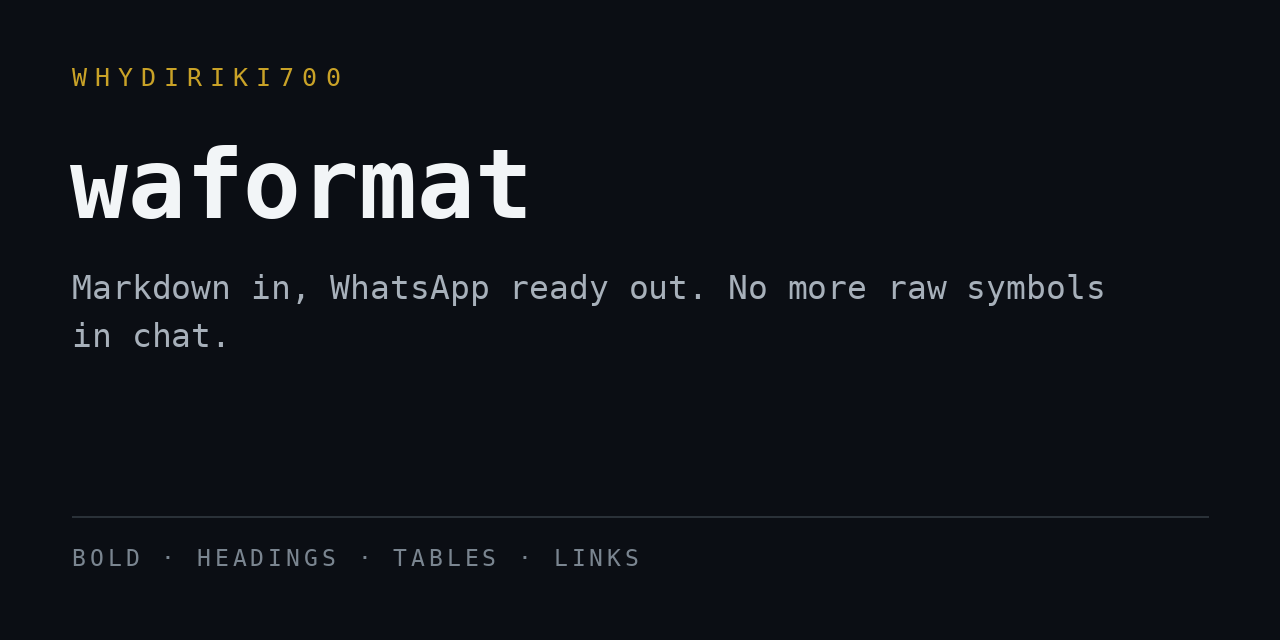 WHYDIRIKI700
waformat
Markdown in, WhatsApp ready out. No more raw symbols
in chat.
BOLD · HEADINGS · TABLES · LINKS